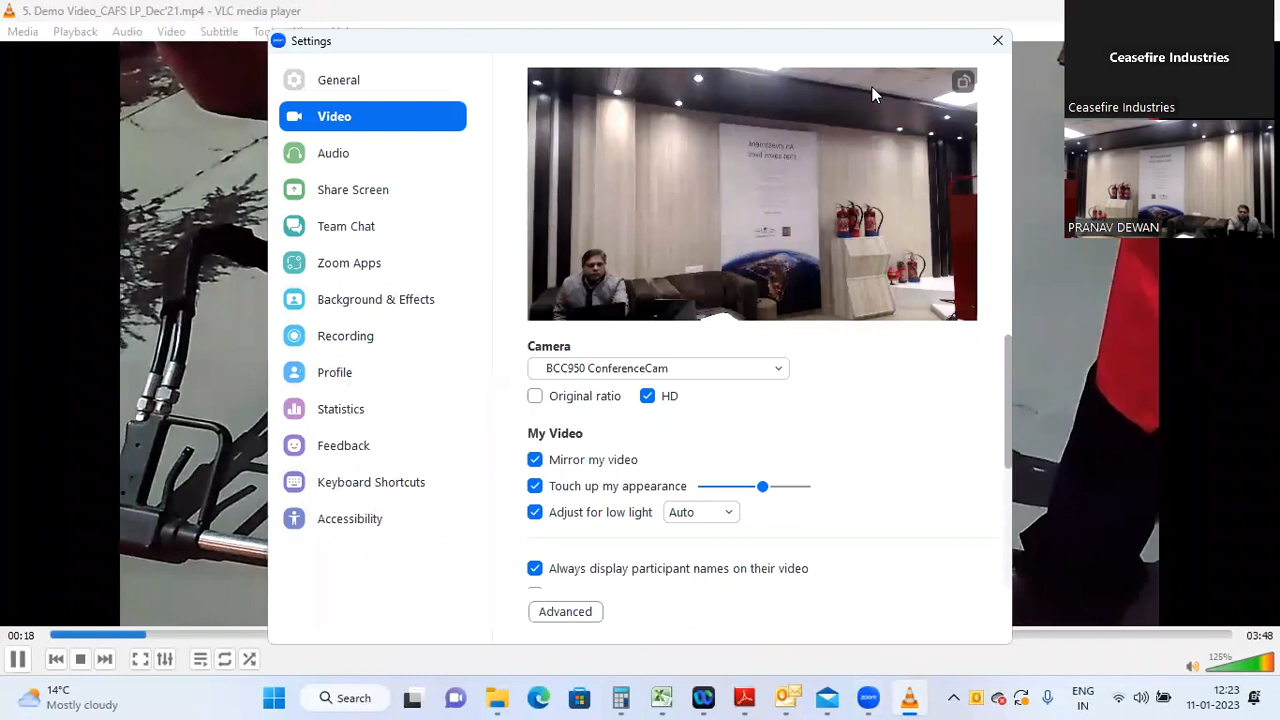 5. Demo Video_CAFS LP_Dec'21.mp4 - VLC media player
Media Playback Audio Video Subtitle
Settings
General
Video
Audio
Share Screen
Team Chat
Zoom Apps
Background & Effects
Recording
Profile
Statistics
Feedback
Keyboard Shortcuts
Accessibility
Camera
BCC950 ConferenceCam
Original ratio HD
My Video
Mirror my video
Touch up my appearance
Adjust for low light Auto
Always display participant names on their video
Advanced
Ceasefire Industries
Ceasefire Industries
PRANAV DEWAN
00:18 03:48
125%
14°C
Mostly cloudy
Search
ENG
IN
12:23
11-01-2023